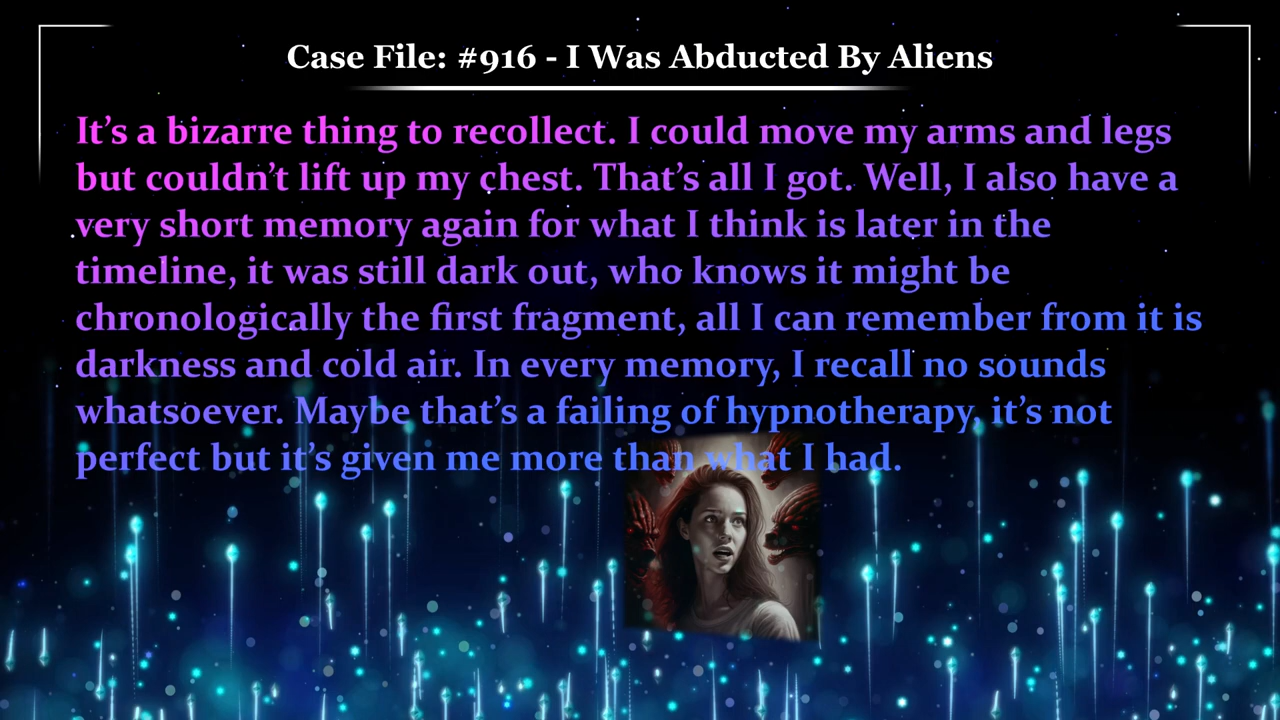 Case File: #916 - I Was Abducted By Aliens
It’s a bizarre thing to recollect. I could move my arms and legs
but couldn’t lift up my chest. That’s all I got. Well, I also have a
very short memory again for what I think is later in the
timeline, it was still dark out, who knows it might be
chronologically the first fragment, all I can remember from it is
darkness and cold air. In every memory, I recall no sounds
whatsoever. Maybe that’s a failing of hypnotherapy, it’s not
perfect but it’s given me more than what I had.